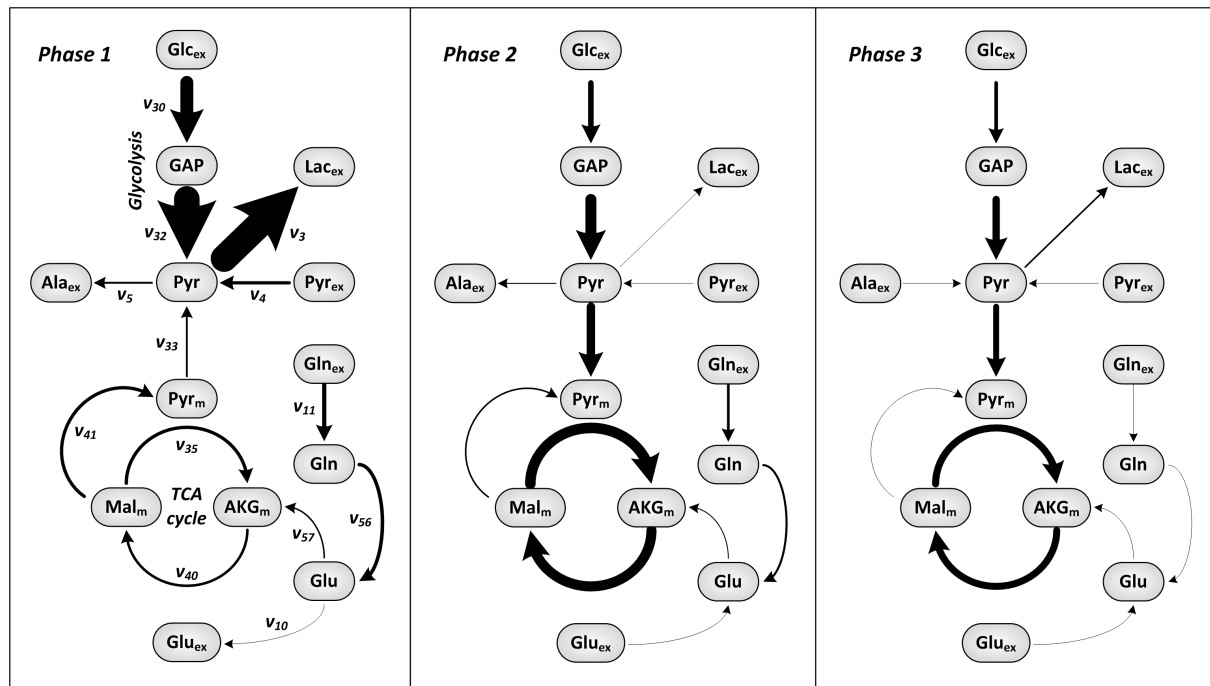 Phase 1
Glc_ex
v_30
Glycolysis
GAP
Lac_ex
v_32
v_3
Ala_ex
v_5
Pyr
v_4
Pyr_ex
v_33
Gln_ex
Pyr_m
v_11
v_41
v_35
Gln
Mal_m
TCA
cycle
AKG_m
v_56
v_57
v_40
Glu
v_10
Glu_ex
Phase 2
Glc_ex
GAP
Lac_ex
Ala_ex
Pyr
Pyr_ex
Gln_ex
Pyr_m
Gln
Mal_m
AKG_m
Glu
Glu_ex
Phase 3
Glc_ex
GAP
Lac_ex
Ala_ex
Pyr
Pyr_ex
Gln_ex
Pyr_m
Gln
Mal_m
AKG_m
Glu
Glu_ex